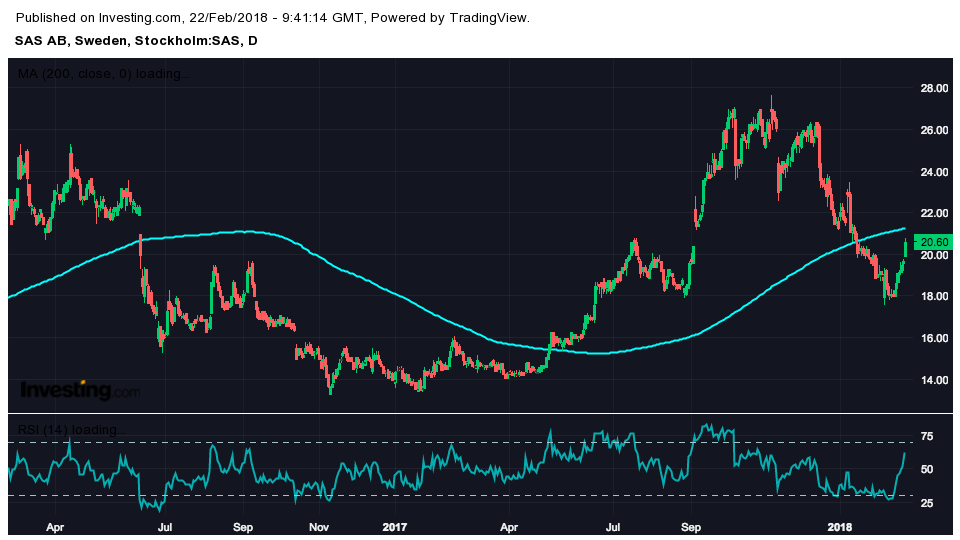 Published on Investing.com, 22/Feb/2018 - 9:41:14 GMT, Powered by TradingView.
SAS AB, Sweden, Stockholm:SAS, D
MA (200, close, 0) loading...
28.00
26.00
24.00
22.00
20.60
20.00
18.00
16.00
14.00
Investing.com
RSI (14) loading...
75
50
25
Apr Jul Sep Nov 2017 Apr Jul Sep 2018